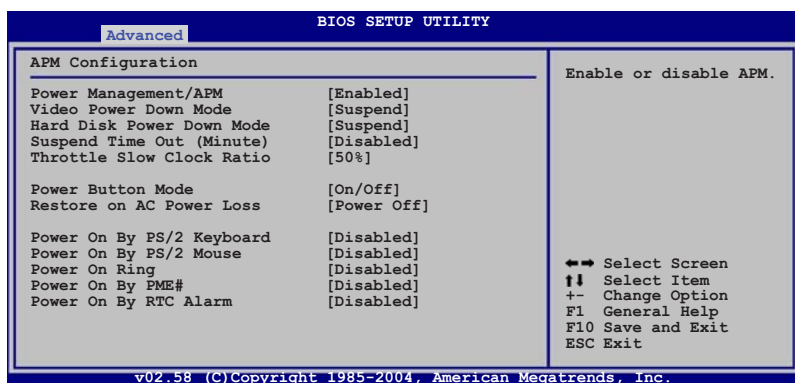 BIOS SETUP UTILITY
Advanced
APM Configuration
Power Management/APM [Enabled]
Video Power Down Mode [Suspend]
Hard Disk Power Down Mode [Suspend]
Suspend Time Out (Minute) [Disabled]
Throttle Slow Clock Ratio [50%]
Power Button Mode [On/Off]
Restore on AC Power Loss [Power Off]
Power On By PS/2 Keyboard [Disabled]
Power On By PS/2 Mouse [Disabled]
Power On Ring [Disabled]
Power On By PME# [Disabled]
Power On By RTC Alarm [Disabled]
Enable or disable APM.
←→ Select Screen
↑↓ Select Item
+- Change Option
F1 General Help
F10 Save and Exit
ESC Exit
v02.58 (C)Copyright 1985-2004, American Megatrends, Inc.